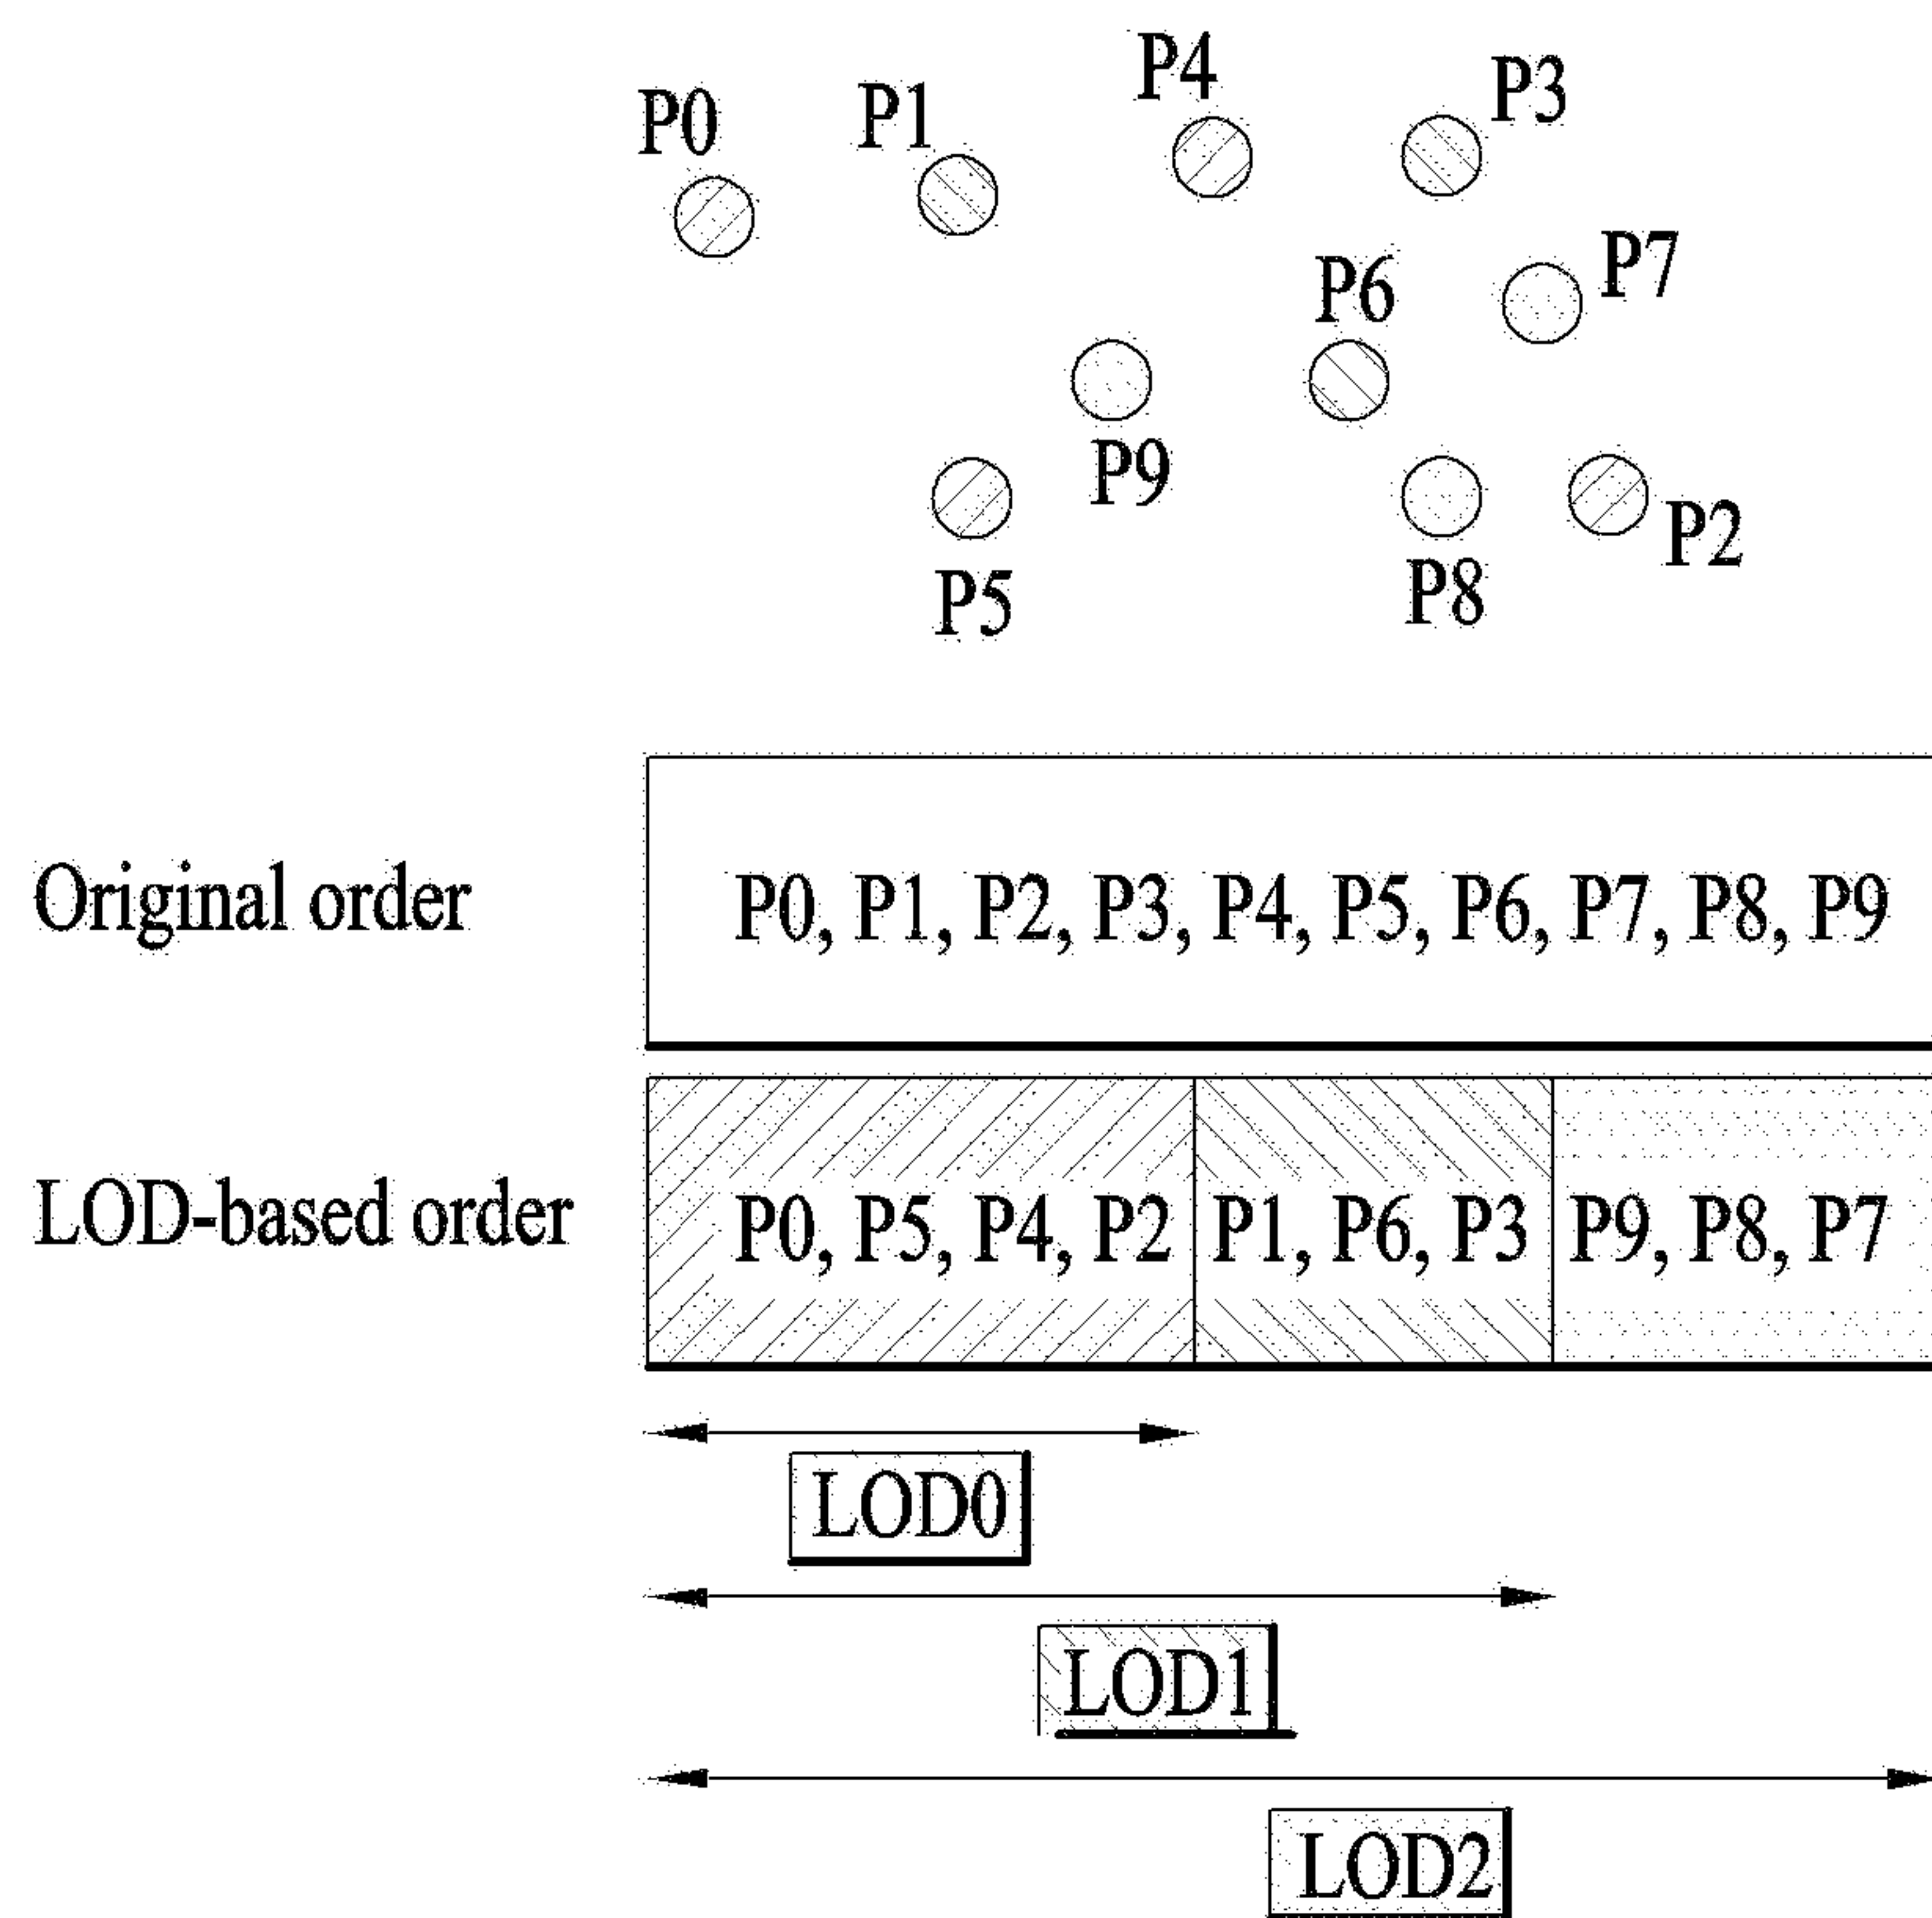 P4
P3
P0
P1
P7
P6
P9
P2
P5
P8
Original order
P0, P1, P2, P3, P4, P5, P6, P7, P8, P9
LOD-based order
P0, P5, P4, P2
P1, P6, P3
P9, P8, P7
LOD0
LOD1
LOD2